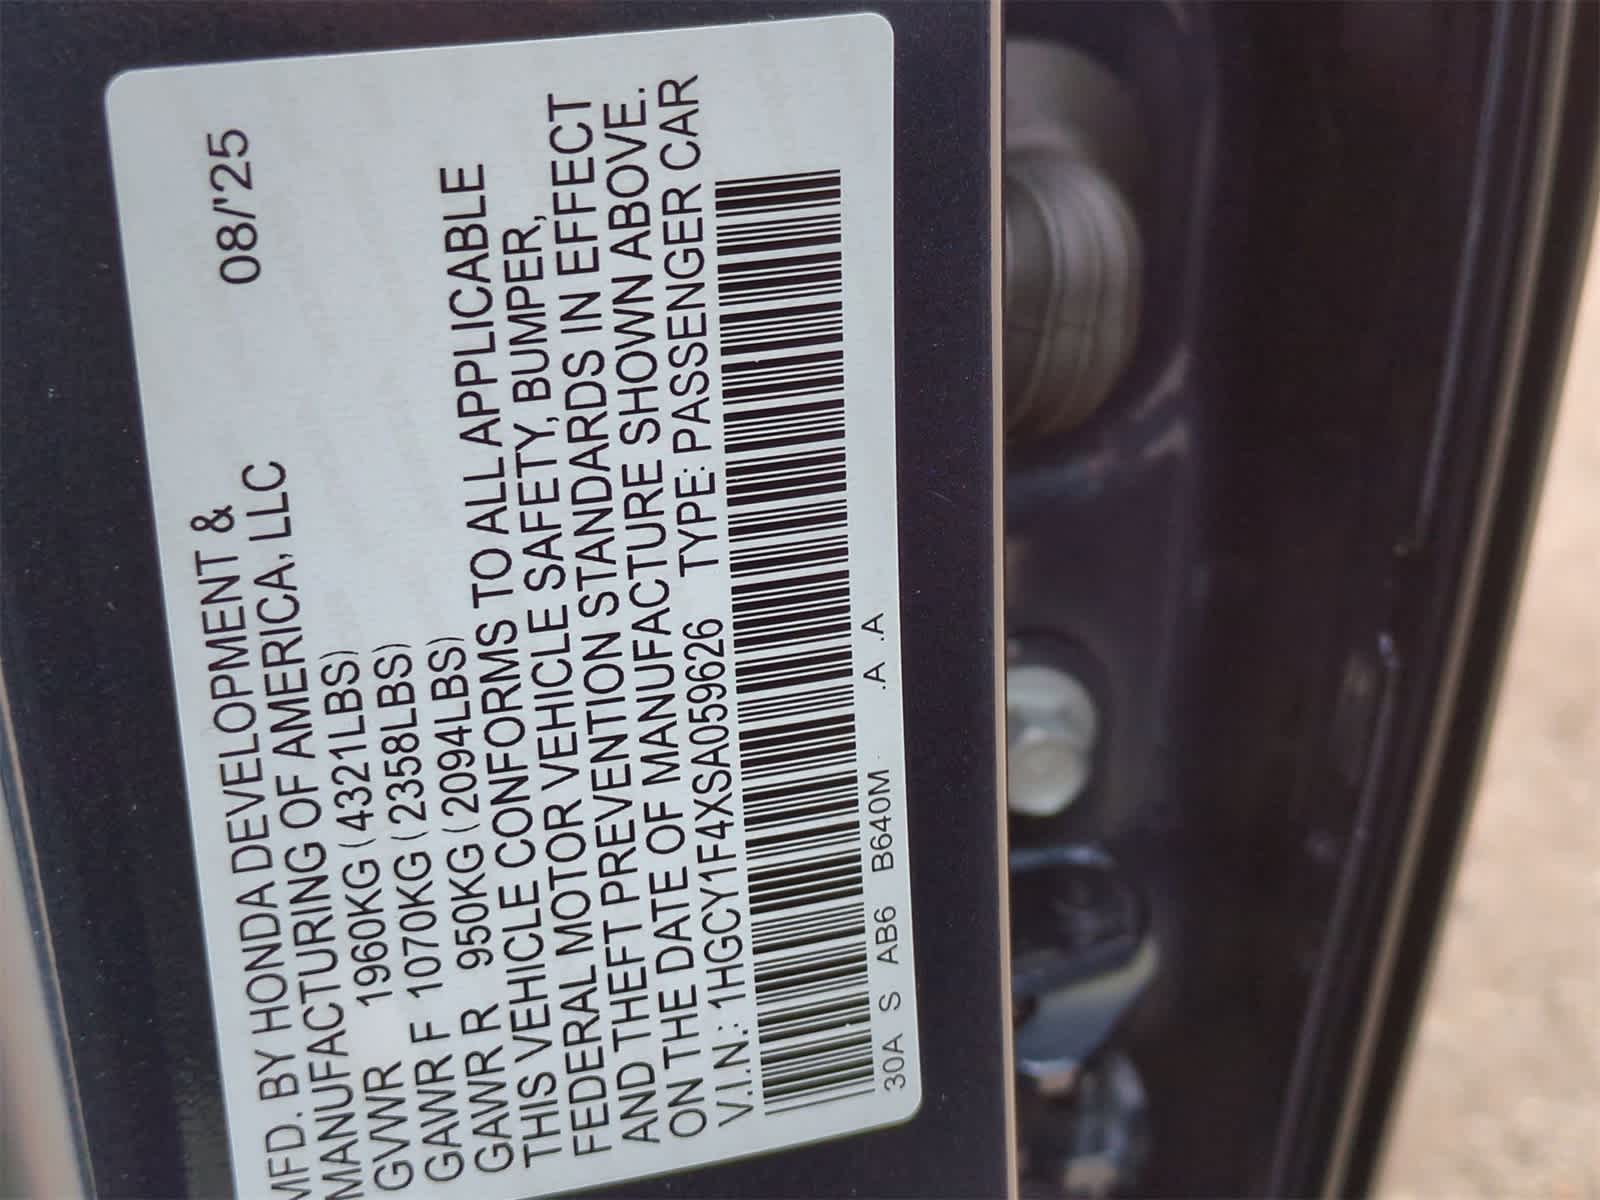 MFD. BY HONDA DEVELOPMENT & 08/'25
MANUFACTURING OF AMERICA, LLC
GVWR 1960KG (4321LBS)
GAWR F 1070KG (2358LBS)
GAWR R 950KG (2094LBS)
THIS VEHICLE CONFORMS TO ALL APPLICABLE
FEDERAL MOTOR VEHICLE SAFETY, BUMPER,
AND THEFT PREVENTION STANDARDS IN EFFECT
ON THE DATE OF MANUFACTURE SHOWN ABOVE.
V.I.N.: 1HGCY1F4XSA059626 TYPE: PASSENGER CAR
30A S AB6 B640M .A .A